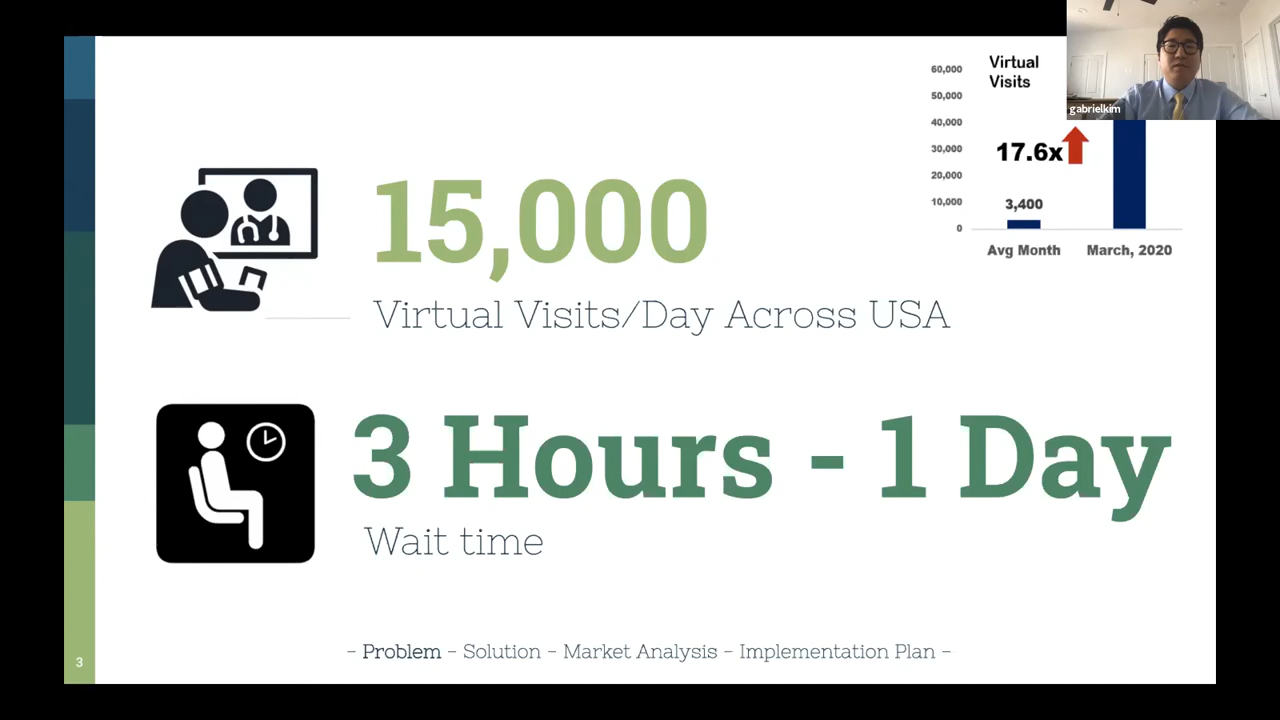 15,000
Virtual Visits/Day Across USA
3 Hours - 1 Day
Wait time
Virtual
Visits
60,000
50,000
40,000
30,000
20,000
10,000
0
17.6x
3,400
Avg Month
March, 2020
gabrielkim
- Problem - Solution - Market Analysis - Implementation Plan -
3